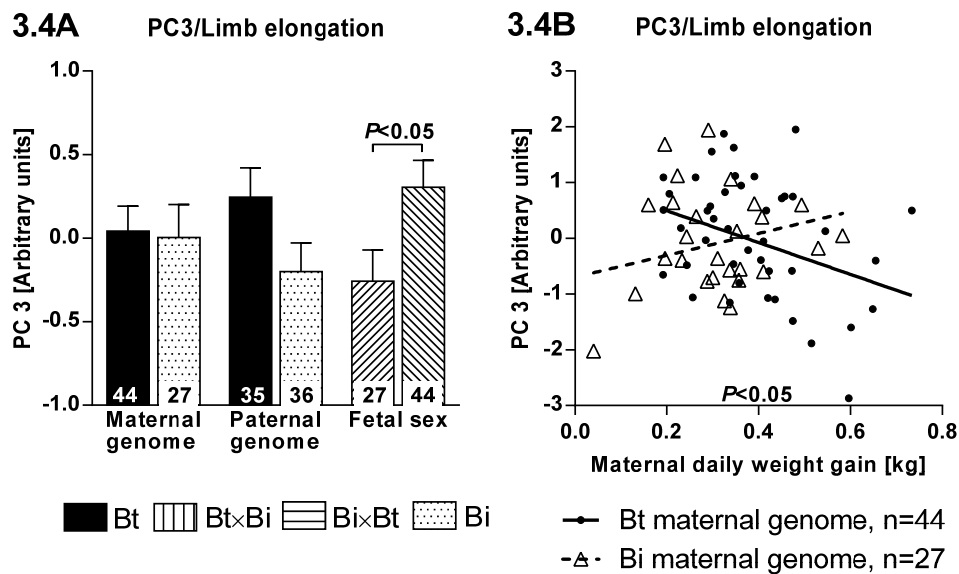 3.4A PC3/Limb elongation
PC 3 [Arbitrary units]
1.0
0.5
0.0
-0.5
-1.0
P<0.05
44 27 35 36 27 44
Maternal genome
Paternal genome
Fetal sex
Bt Bt×Bi Bi×Bt Bi
3.4B PC3/Limb elongation
PC 3 [Arbitrary units]
3
2
1
0
-1
-2
-3
P<0.05
0.0 0.2 0.4 0.6 0.8
Maternal daily weight gain [kg]
Bt maternal genome, n=44
Bi maternal genome, n=27